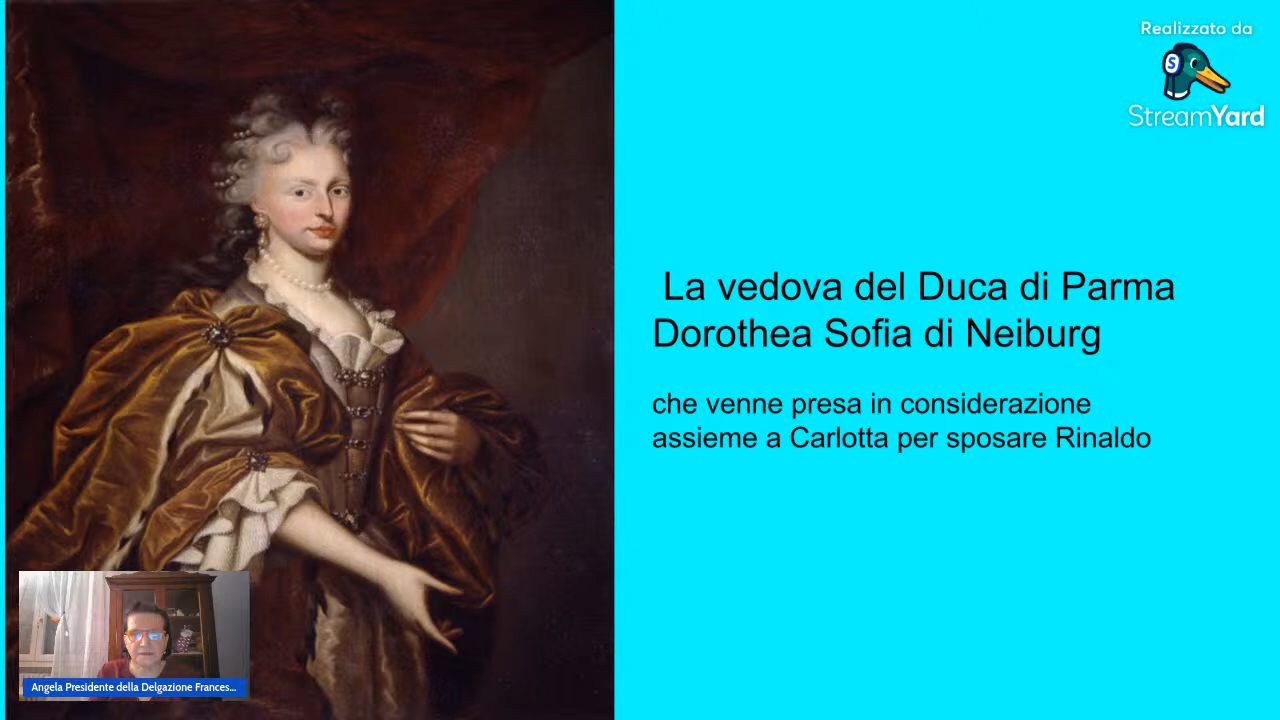 Realizzato da
S
StreamYard
La vedova del Duca di Parma
Dorothea Sofia di Neiburg
che venne presa in considerazione
assieme a Carlotta per sposare Rinaldo
Angela Presidente della Delgazione Frances...